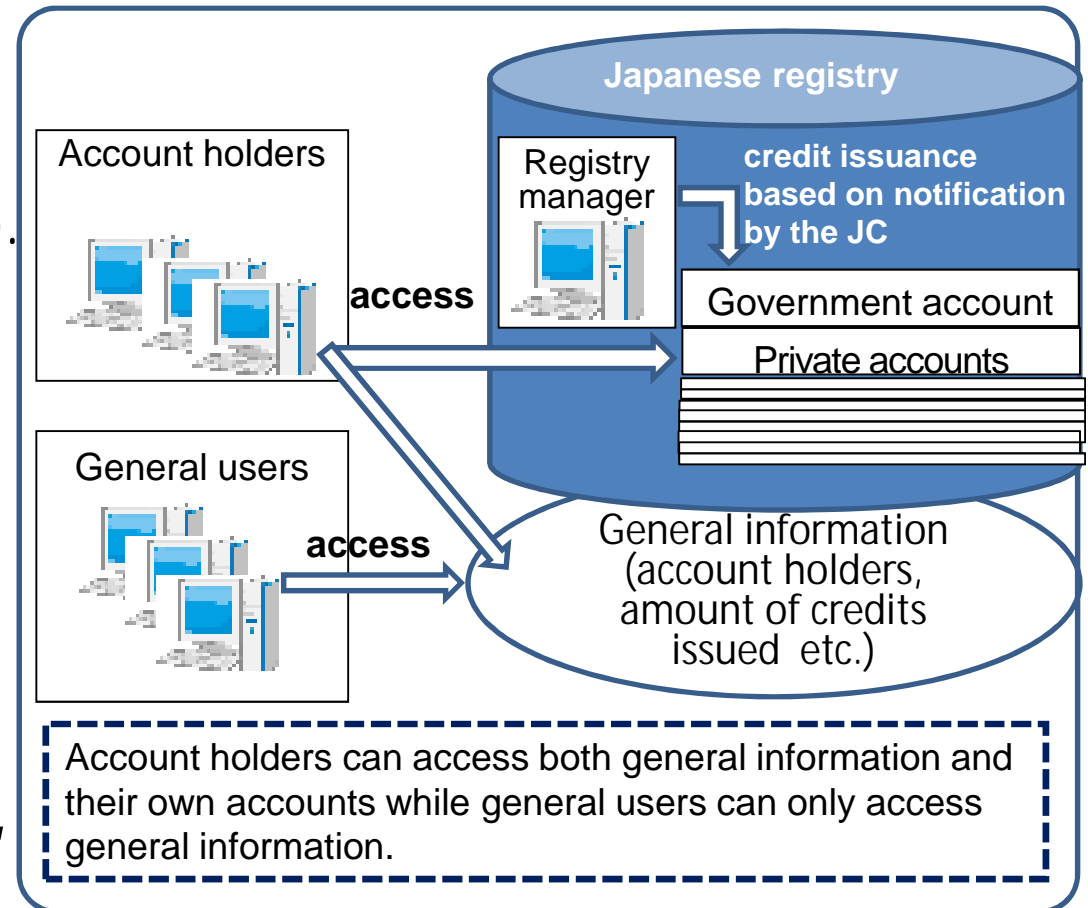 Japanese registry
Account holders
Registry
manager
credit issuance
based on notification
by the JC
access
Government account
Private accounts
General users
access
General information
(account holders,
amount of credits
issued etc.)
Account holders can access both general information and
their own accounts while general users can only access
general information.